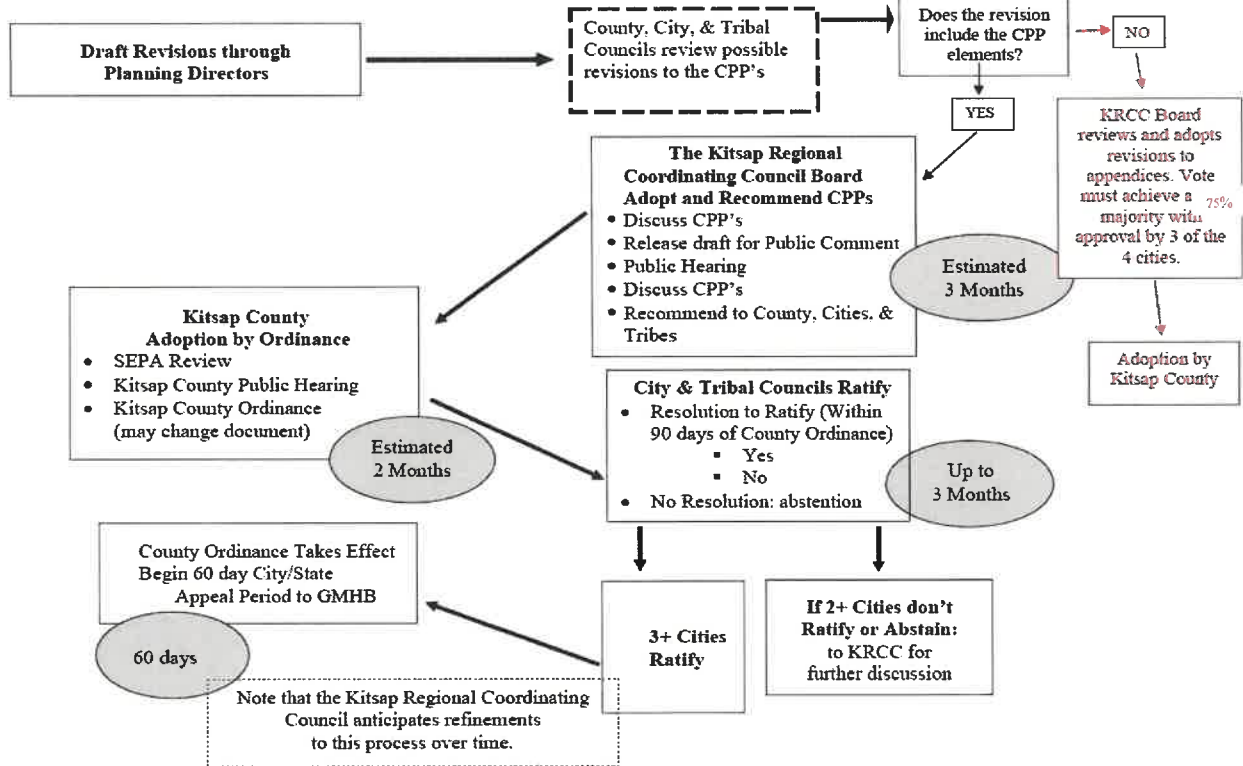 Draft Revisions through
Planning Directors
County, City, & Tribal
Councils review possible
revisions to the CPP's
Does the revision
include the CPP
elements?
NO
YES
KRCC Board
reviews and adopts
revisions to
appendices. Vote
must achieve a 75%
majority with
approval by 3 of the
4 cities.
Adoption by
Kitsap County
The Kitsap Regional
Coordinating Council Board
Adopt and Recommend CPPs
• Discuss CPP's
• Release draft for Public Comment
• Public Hearing
• Discuss CPP's
• Recommend to County, Cities, &
Tribes
Estimated
3 Months
Kitsap County
Adoption by Ordinance
• SEPA Review
• Kitsap County Public Hearing
• Kitsap County Ordinance
(may change document)
Estimated
2 Months
City & Tribal Councils Ratify
• Resolution to Ratify (Within
90 days of County Ordinance)
▪ Yes
▪ No
• No Resolution: abstention
Up to
3 Months
3+ Cities
Ratify
If 2+ Cities don't
Ratify or Abstain:
to KRCC for
further discussion
County Ordinance Takes Effect
Begin 60 day City/State
Appeal Period to GMHB
60 days
Note that the Kitsap Regional Coordinating
Council anticipates refinements
to this process over time.